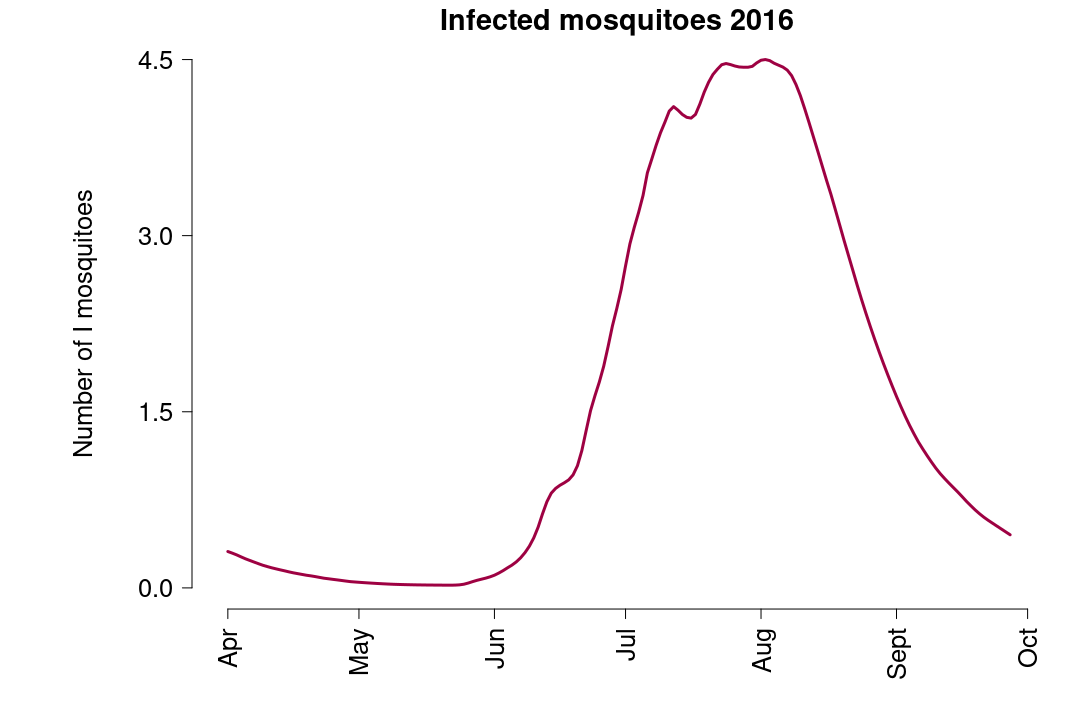 Infected mosquitoes 2016
Number of I mosquitoes
4.5
3.0
1.5
0.0
Apr
May
Jun
Jul
Aug
Sept
Oct